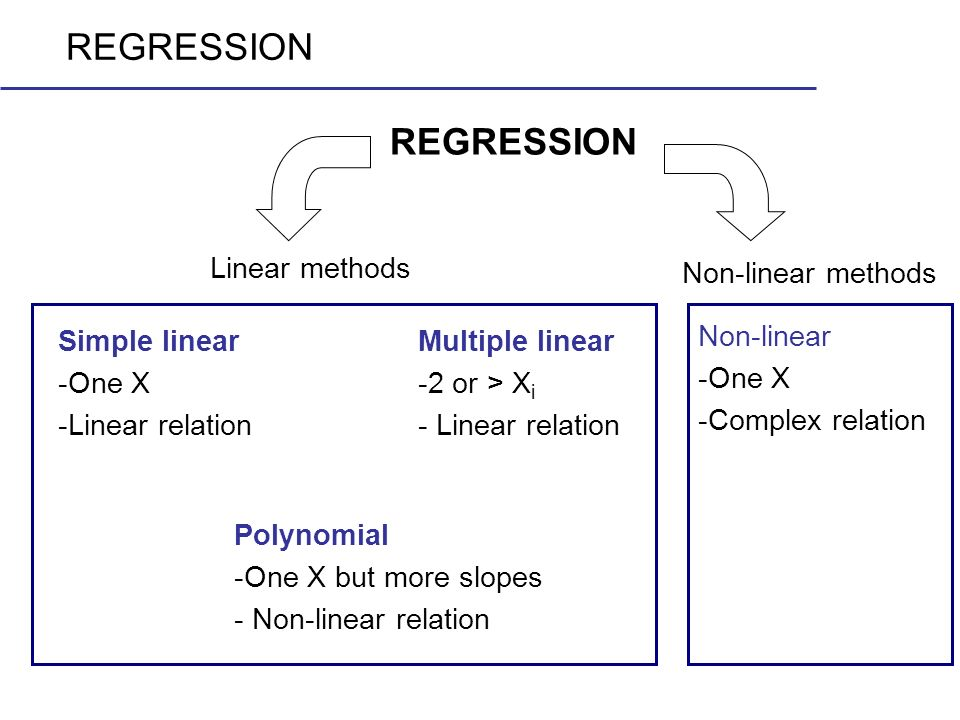 REGRESSION
REGRESSION
Linear methods
Non-linear methods
Simple linear
-One X
-Linear relation
Multiple linear
-2 or > Xi
- Linear relation
Polynomial
-One X but more slopes
- Non-linear relation
Non-linear
-One X
-Complex relation